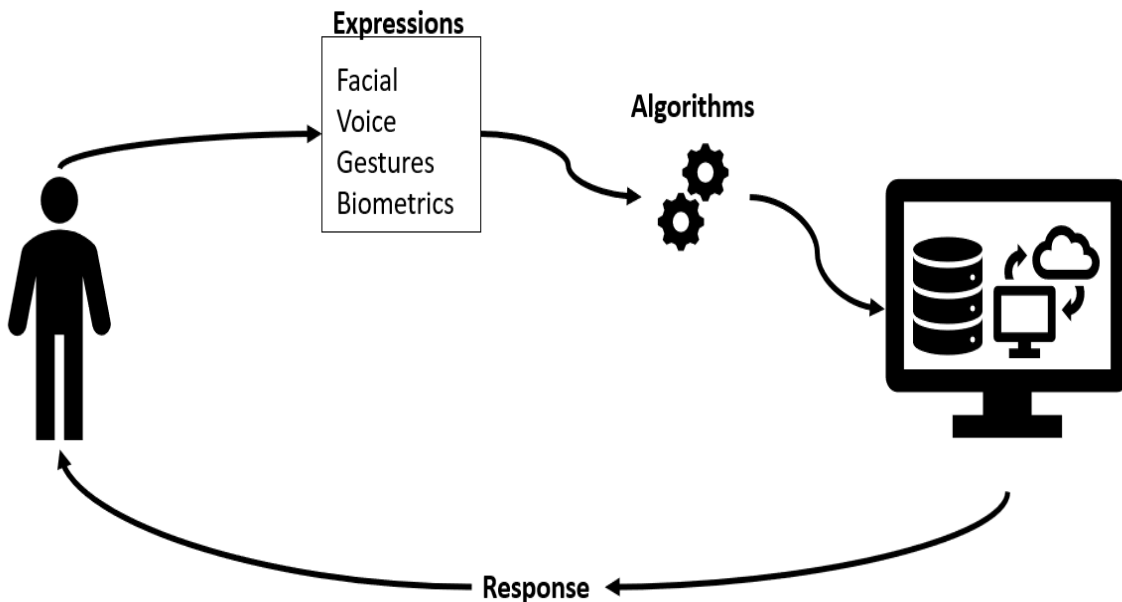 Expressions
Facial
Voice
Gestures
Biometrics
Algorithms
Response